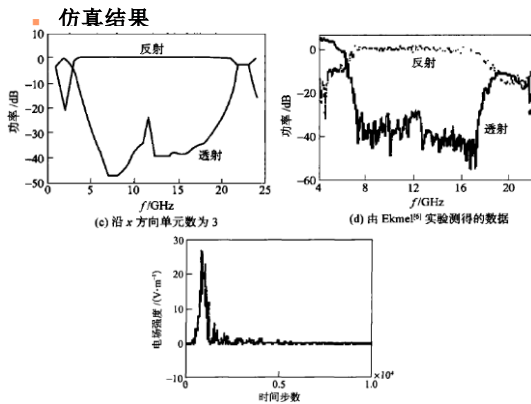 仿真结果
10
0
-10
-20
-30
-40
-50
功率/dB
反射
透射
0 5 10 15 20 25
f/GHz
(c) 沿 x 方向单元数为 3
0
-20
-40
-60
功率/dB
反射
透射
4 8 12 16 20
f/GHz
(d) 由 Ekmel[6] 实验测得的数据
30
20
10
0
-10
电场强度/(V·m⁻¹)
0 0.5 1.0
×10⁴
时间步数